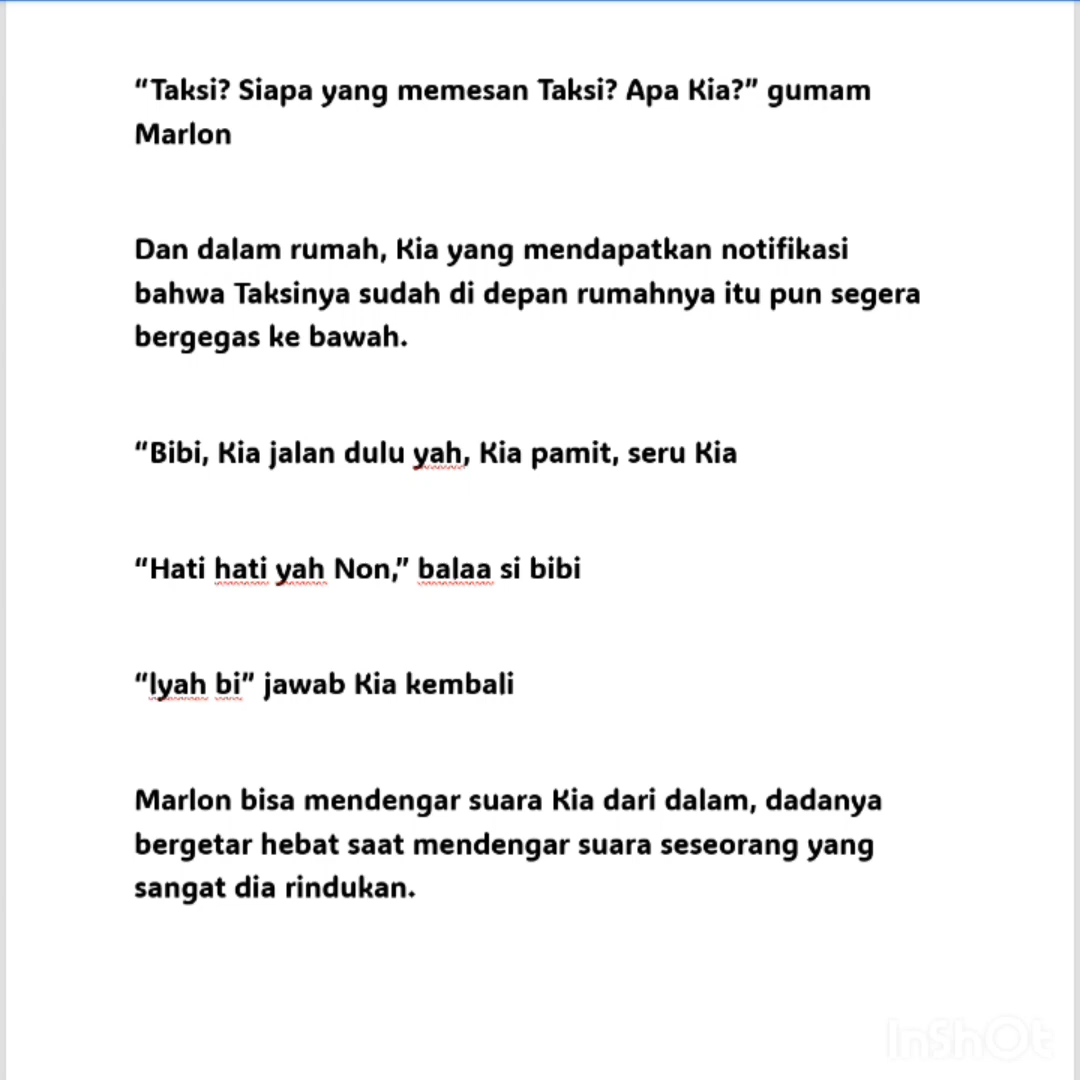 “Taksi? Siapa yang memesan Taksi? Apa Kia?” gumam
Marlon
Dan dalam rumah, Kia yang mendapatkan notifikasi
bahwa Taksinya sudah di depan rumahnya itu pun segera
bergegas ke bawah.
“Bibi, Kia jalan dulu yah, Kia pamit, seru Kia
“Hati hati yah Non,” balaa si bibi
“Iyah bi” jawab Kia kembali
Marlon bisa mendengar suara Kia dari dalam, dadanya
bergetar hebat saat mendengar suara seseorang yang
sangat dia rindukan.
InShOt